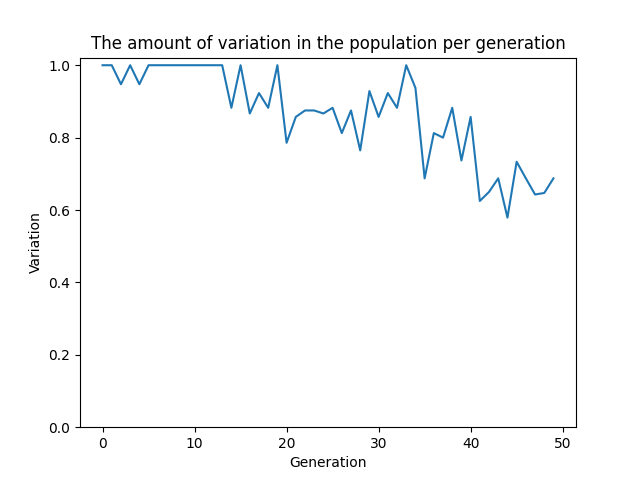 The amount of variation in the population per generation
1.0
0.8
0.6
0.4
0.2
0.0
Variation
0 10 20 30 40 50
Generation